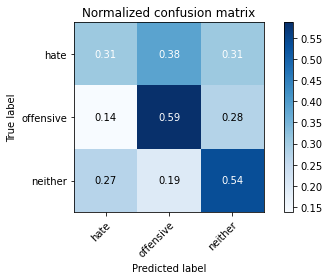 Normalized confusion matrix
True label
hate
0.31 0.38 0.31
offensive
0.14 0.59 0.28
neither
0.27 0.19 0.54
hate
offensive
neither
Predicted label
0.55
0.50
0.45
0.40
0.35
0.30
0.25
0.20
0.15